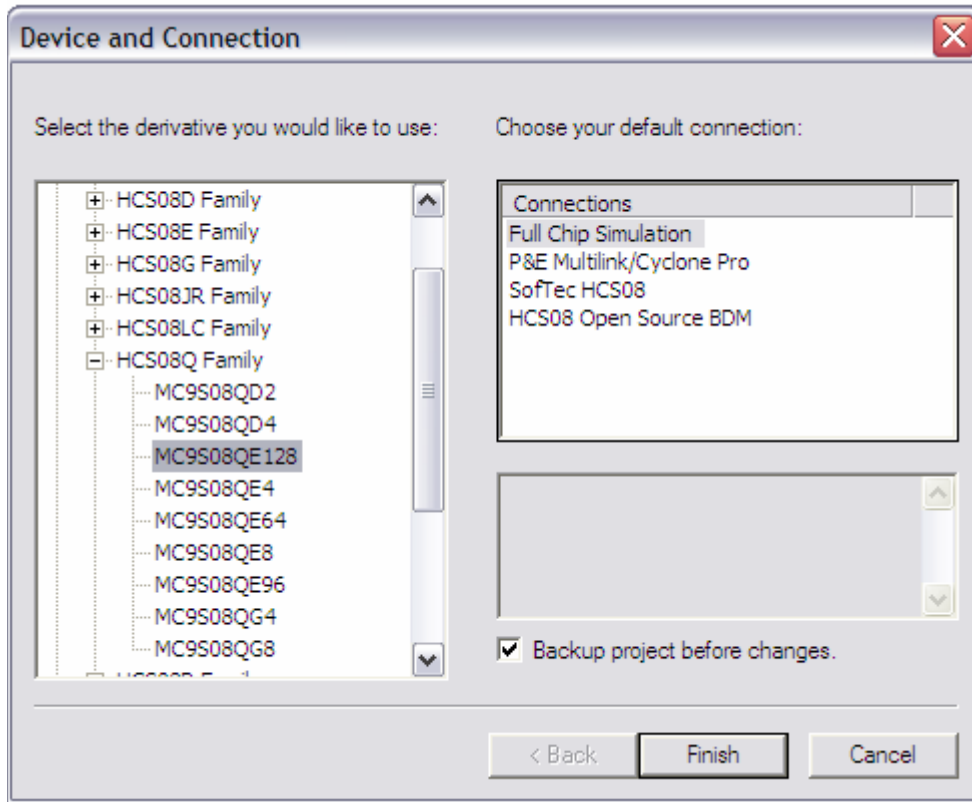 Device and Connection
Select the derivative you would like to use:
HCS08D Family
HCS08E Family
HCS08G Family
HCS08JR Family
HCS08LC Family
HCS08Q Family
MC9S08QD2
MC9S08QD4
MC9S08QE128
MC9S08QE4
MC9S08QE64
MC9S08QE8
MC9S08QE96
MC9S08QG4
MC9S08QG8
Choose your default connection:
Connections
Full Chip Simulation
P&E Multilink/Cyclone Pro
SofTec HCS08
HCS08 Open Source BDM
Backup project before changes.
< Back
Finish
Cancel